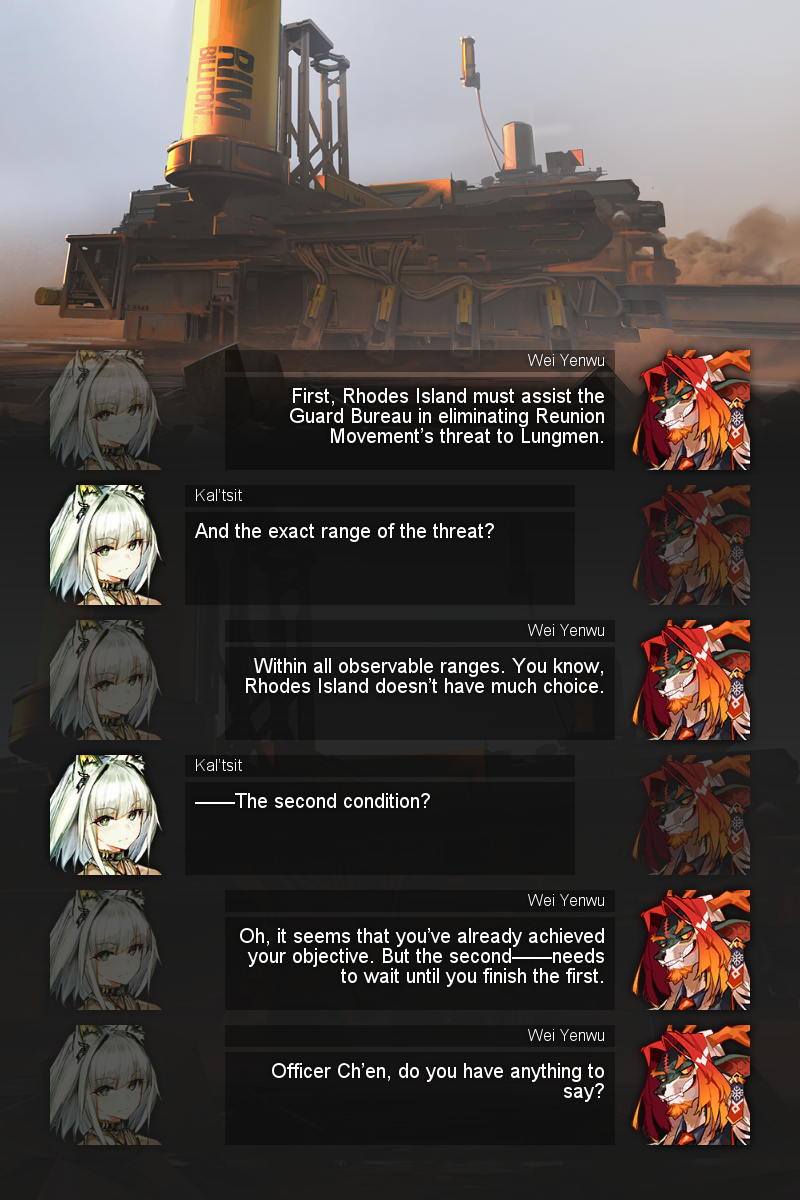 RIM
BILLITON
Wei Yenwu
First, Rhodes Island must assist the
Guard Bureau in eliminating Reunion
Movement's threat to Lungmen.
Kal'tsit
And the exact range of the threat?
Wei Yenwu
Within all observable ranges. You know,
Rhodes Island doesn't have much choice.
Kal'tsit
——The second condition?
Wei Yenwu
Oh, it seems that you've already achieved
your objective. But the second——needs
to wait until you finish the first.
Wei Yenwu
Officer Ch'en, do you have anything to
say?